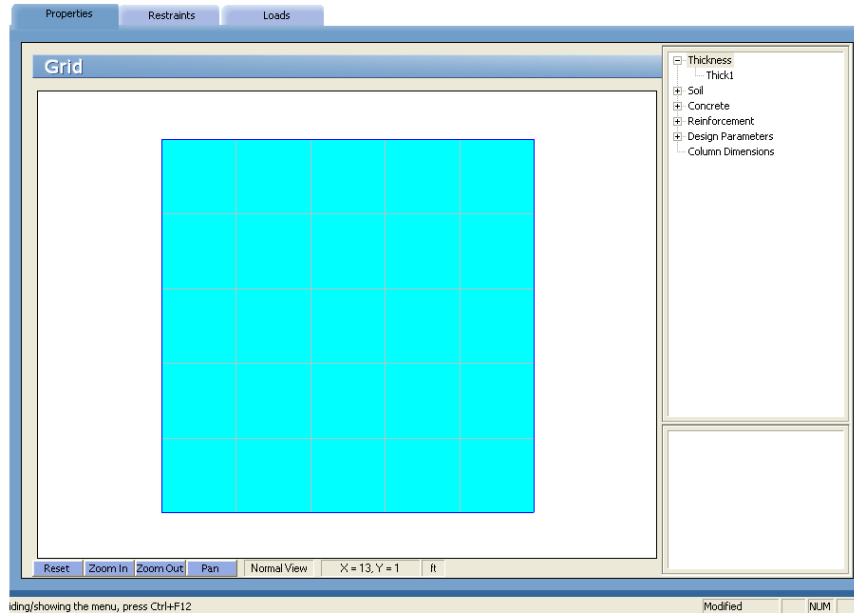 Properties Restraints Loads
Grid
Thickness
Thick1
Soil
Concrete
Reinforcement
Design Parameters
Column Dimensions
Reset Zoom In Zoom Out Pan Normal View X = 13, Y = 1 ft
iding/showing the menu, press Ctrl+F12 Modified NUM